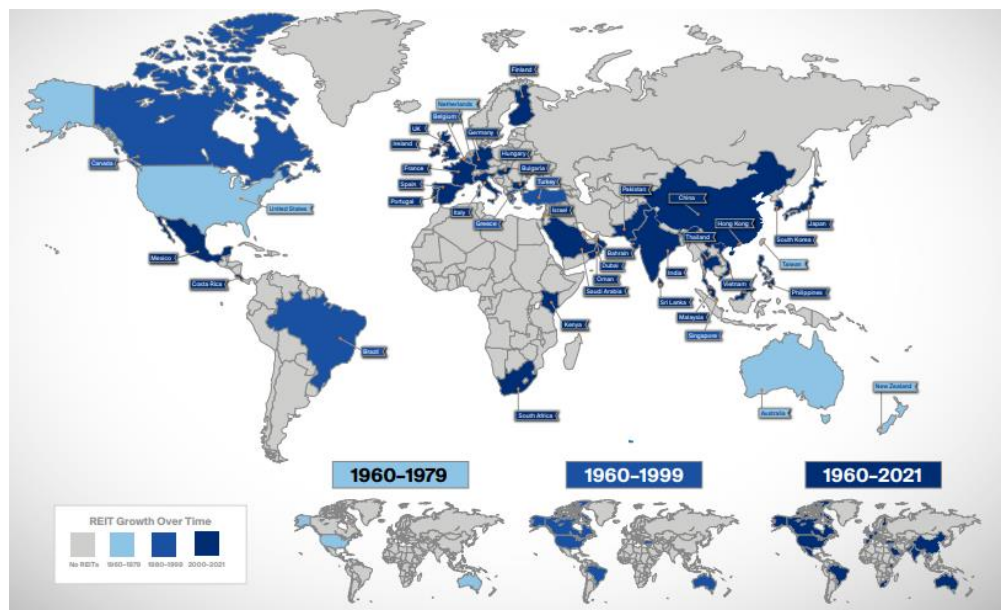 Finland
Netherlands
Belgium
UK
Germany
Ireland
Hungary
France
Bulgaria
Canada
Turkey
Spain
Pakistan
China
Portugal
Israel
United States
Italy
Greece
Hong Kong
Japan
Thailand
South Korea
Mexico
Bahrain
Dubai
Taiwan
Costa Rica
Oman
India
Vietnam
Saudi Arabia
Philippines
Sri Lanka
Malaysia
Kenya
Singapore
Brazil
New Zealand
South Africa
Australia
1960–1979
1960–1999
1960–2021
REIT Growth Over Time
No REITs
1960–1979
1980–1999
2000–2021